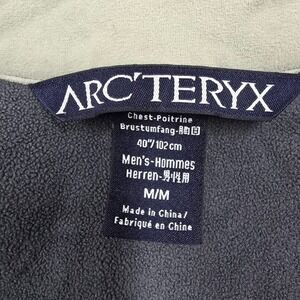 ARC'TERYX
Chest-Poitrine
Brustumfang-胸囲
40"/102cm
Men's-Hommes
Herren-男性用
M/M
Made in China/
Fabriqué en Chine